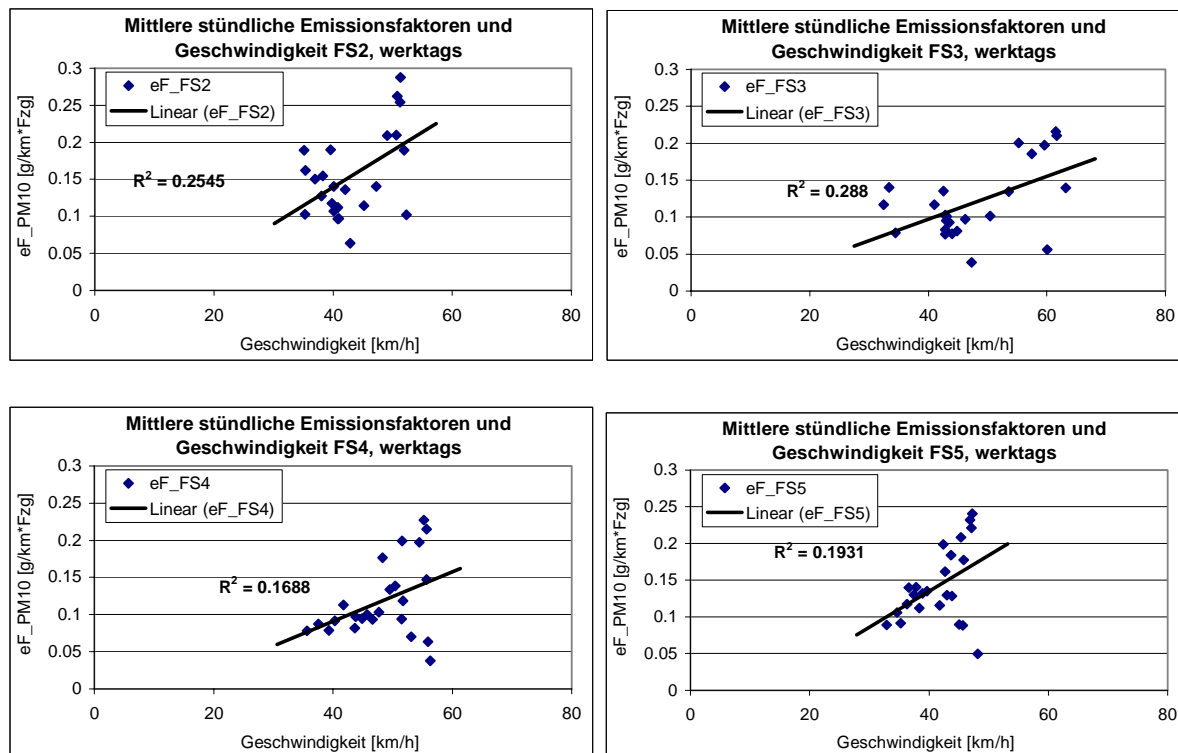 Mittlere stündliche Emissionsfaktoren und
Geschwindigkeit FS2, werktags
eF_PM10 [g/km*Fzg]
0.3
0.25
0.2
0.15
0.1
0.05
0
eF_FS2
Linear (eF_FS2)
R² = 0.2545
0 20 40 60 80
Geschwindigkeit [km/h]
Mittlere stündliche Emissionsfaktoren und
Geschwindigkeit FS3, werktags
eF_PM10 [g/km*Fzg]
0.3
0.25
0.2
0.15
0.1
0.05
0
eF_FS3
Linear (eF_FS3)
R² = 0.288
0 20 40 60 80
Geschwindigkeit [km/h]
Mittlere stündliche Emissionsfaktoren und
Geschwindigkeit FS4, werktags
eF_PM10 [g/km*Fzg]
0.3
0.25
0.2
0.15
0.1
0.05
0
eF_FS4
Linear (eF_FS4)
R² = 0.1688
0 20 40 60 80
Geschwindigkeit [km/h]
Mittlere stündliche Emissionsfaktoren und
Geschwindigkeit FS5, werktags
eF_PM10 [g/km*Fzg]
0.3
0.25
0.2
0.15
0.1
0.05
0
eF_FS5
Linear (eF_FS5)
R² = 0.1931
0 20 40 60 80
Geschwindigkeit [km/h]